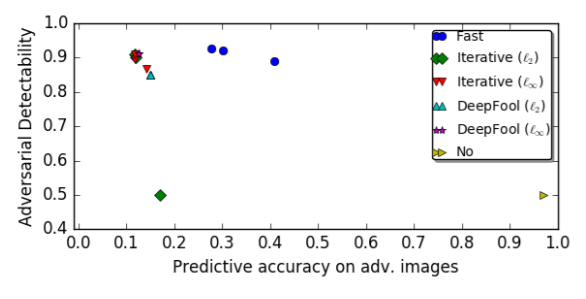 1.0
0.9
0.8
0.7
0.6
0.5
0.4
Adversarial Detectability
Fast
Iterative (ℓ₂)
Iterative (ℓ∞)
DeepFool (ℓ₂)
DeepFool (ℓ∞)
No
0.0 0.1 0.2 0.3 0.4 0.5 0.6 0.7 0.8 0.9 1.0
Predictive accuracy on adv. images